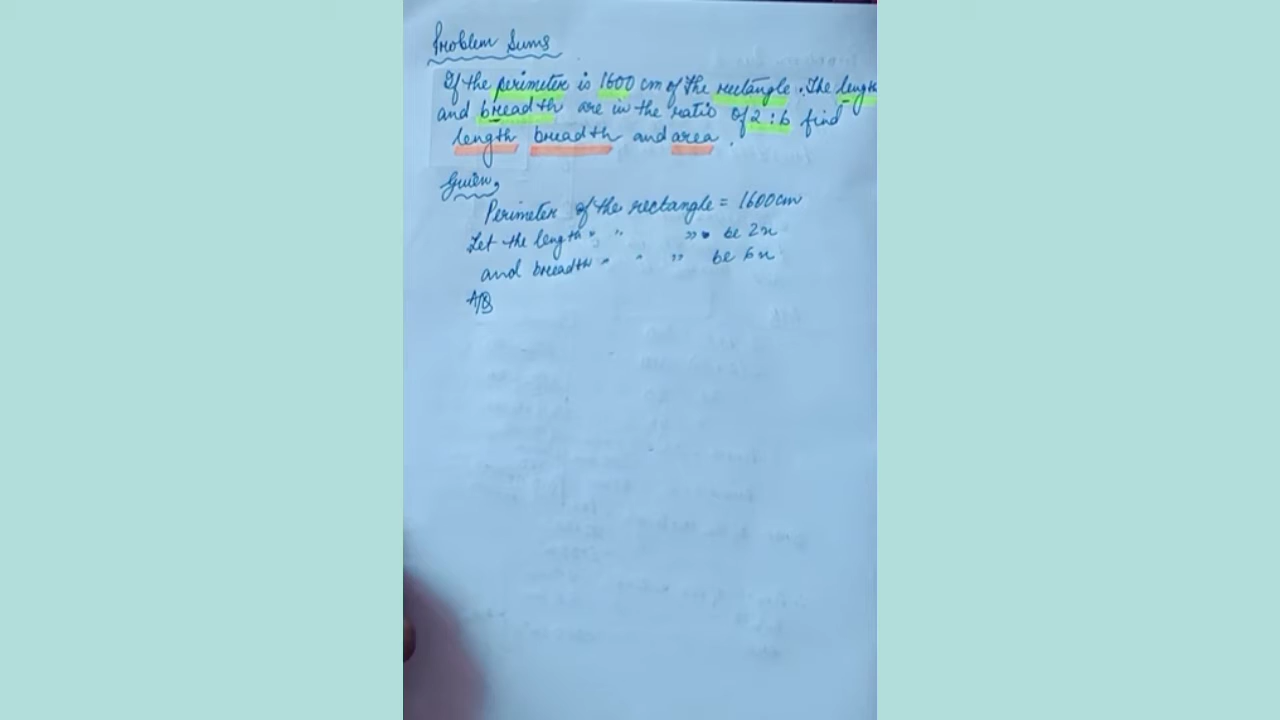 Problem Sums
If the perimeter is 1600 cm of the rectangle. The length
and breadth are in the ratio of 2:6 find
length breadth and area.
Given,
Perimeter of the rectangle = 1600cm
Let the length " " " be 2x
and breadth " " " be 6x
A/Q